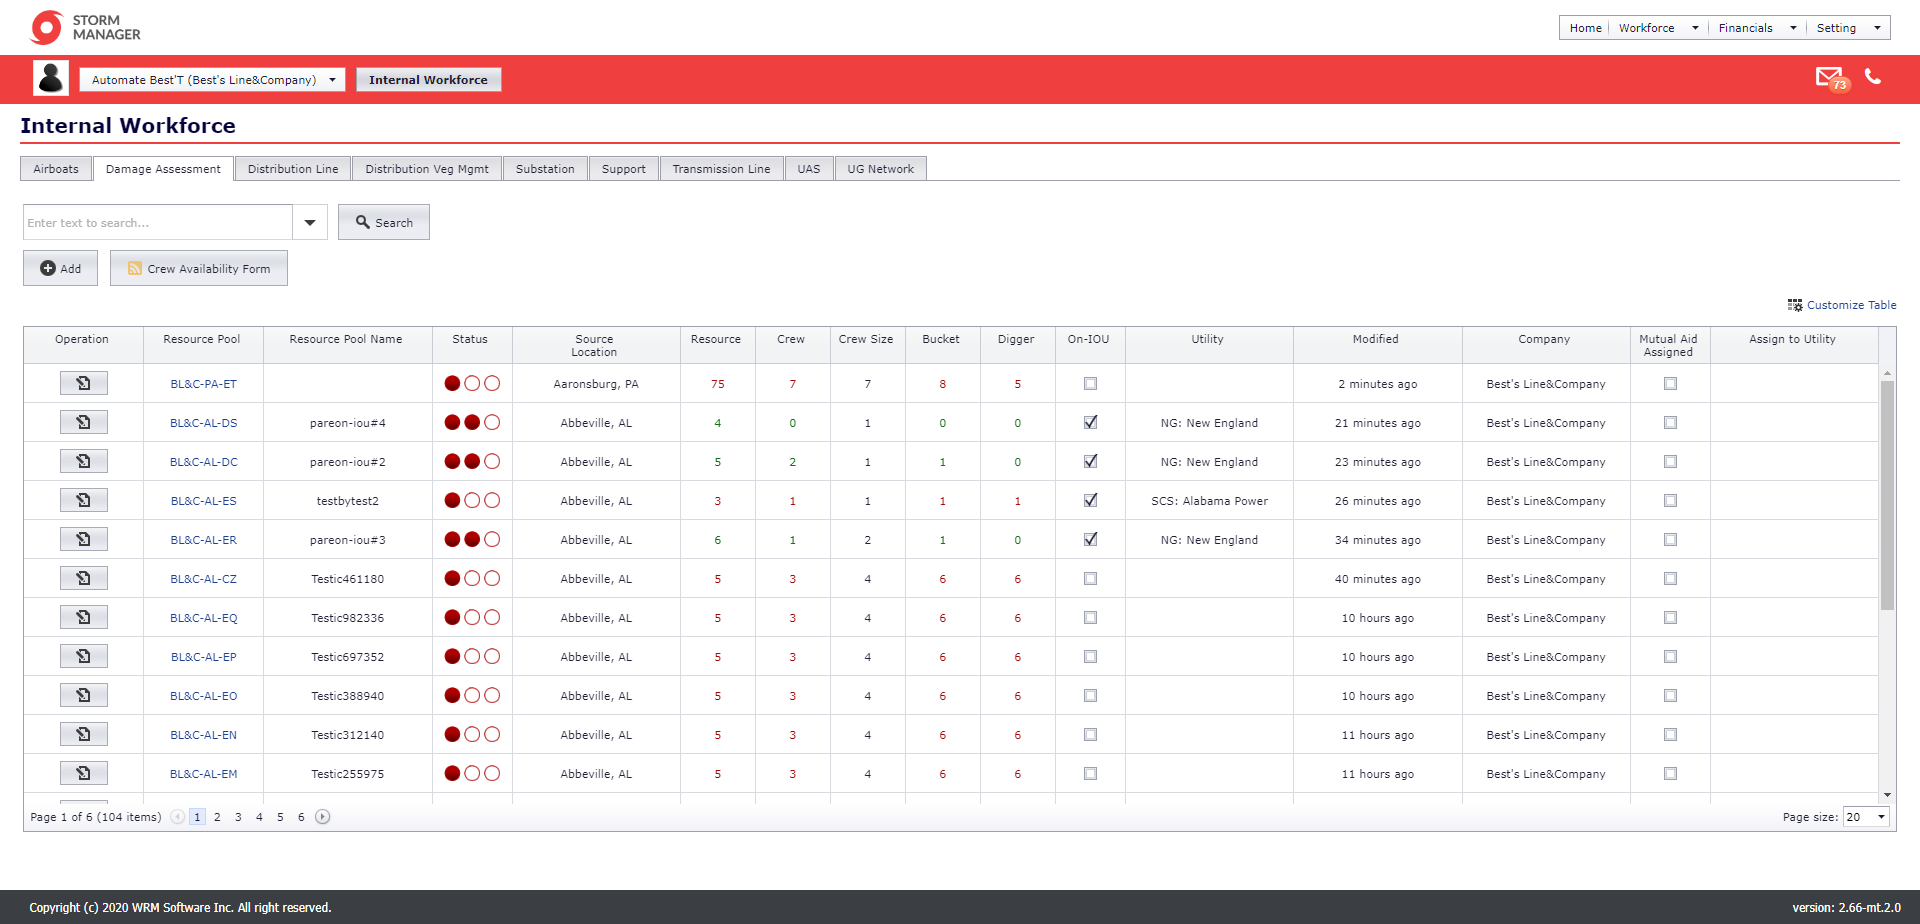 STORM
MANAGER
Home Workforce Financials Setting
Automate Best'T (Best's Line&Company) Internal Workforce 73
Internal Workforce
Airboats Damage Assessment Distribution Line Distribution Veg Mgmt Substation Support Transmission Line UAS UG Network
Enter text to search... Search
Add Crew Availability Form
Customize Table
Operation Resource Pool Resource Pool Name Status Source Location Resource Crew Crew Size Bucket Digger On-IOU Utility Modified Company Mutual Aid Assigned Assign to Utility
BL&C-PA-ET Aaronsburg, PA 75 7 7 8 5 2 minutes ago Best's Line&Company
BL&C-AL-DS pareon-iou#4 Abbeville, AL 4 0 1 0 0 NG: New England 21 minutes ago Best's Line&Company
BL&C-AL-DC pareon-iou#2 Abbeville, AL 5 2 1 1 0 NG: New England 23 minutes ago Best's Line&Company
BL&C-AL-ES testbytest2 Abbeville, AL 3 1 1 1 1 SCS: Alabama Power 26 minutes ago Best's Line&Company
BL&C-AL-ER pareon-iou#3 Abbeville, AL 6 1 2 1 0 NG: New England 34 minutes ago Best's Line&Company
BL&C-AL-CZ Testic461180 Abbeville, AL 5 3 4 6 6 40 minutes ago Best's Line&Company
BL&C-AL-EQ Testic982336 Abbeville, AL 5 3 4 6 6 10 hours ago Best's Line&Company
BL&C-AL-EP Testic697352 Abbeville, AL 5 3 4 6 6 10 hours ago Best's Line&Company
BL&C-AL-EO Testic388940 Abbeville, AL 5 3 4 6 6 10 hours ago Best's Line&Company
BL&C-AL-EN Testic312140 Abbeville, AL 5 3 4 6 6 11 hours ago Best's Line&Company
BL&C-AL-EM Testic255975 Abbeville, AL 5 3 4 6 6 11 hours ago Best's Line&Company
Page 1 of 6 (104 items) 1 2 3 4 5 6 Page size: 20
Copyright (c) 2020 WRM Software Inc. All right reserved. version: 2.66-mt.2.0